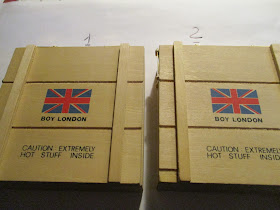 1
2
BOY LONDON
CAUTION EXTREMELY
HOT STUFF INSIDE
BOY LONDON
CAUTION EXTREMELY
HOT STUFF INSIDE